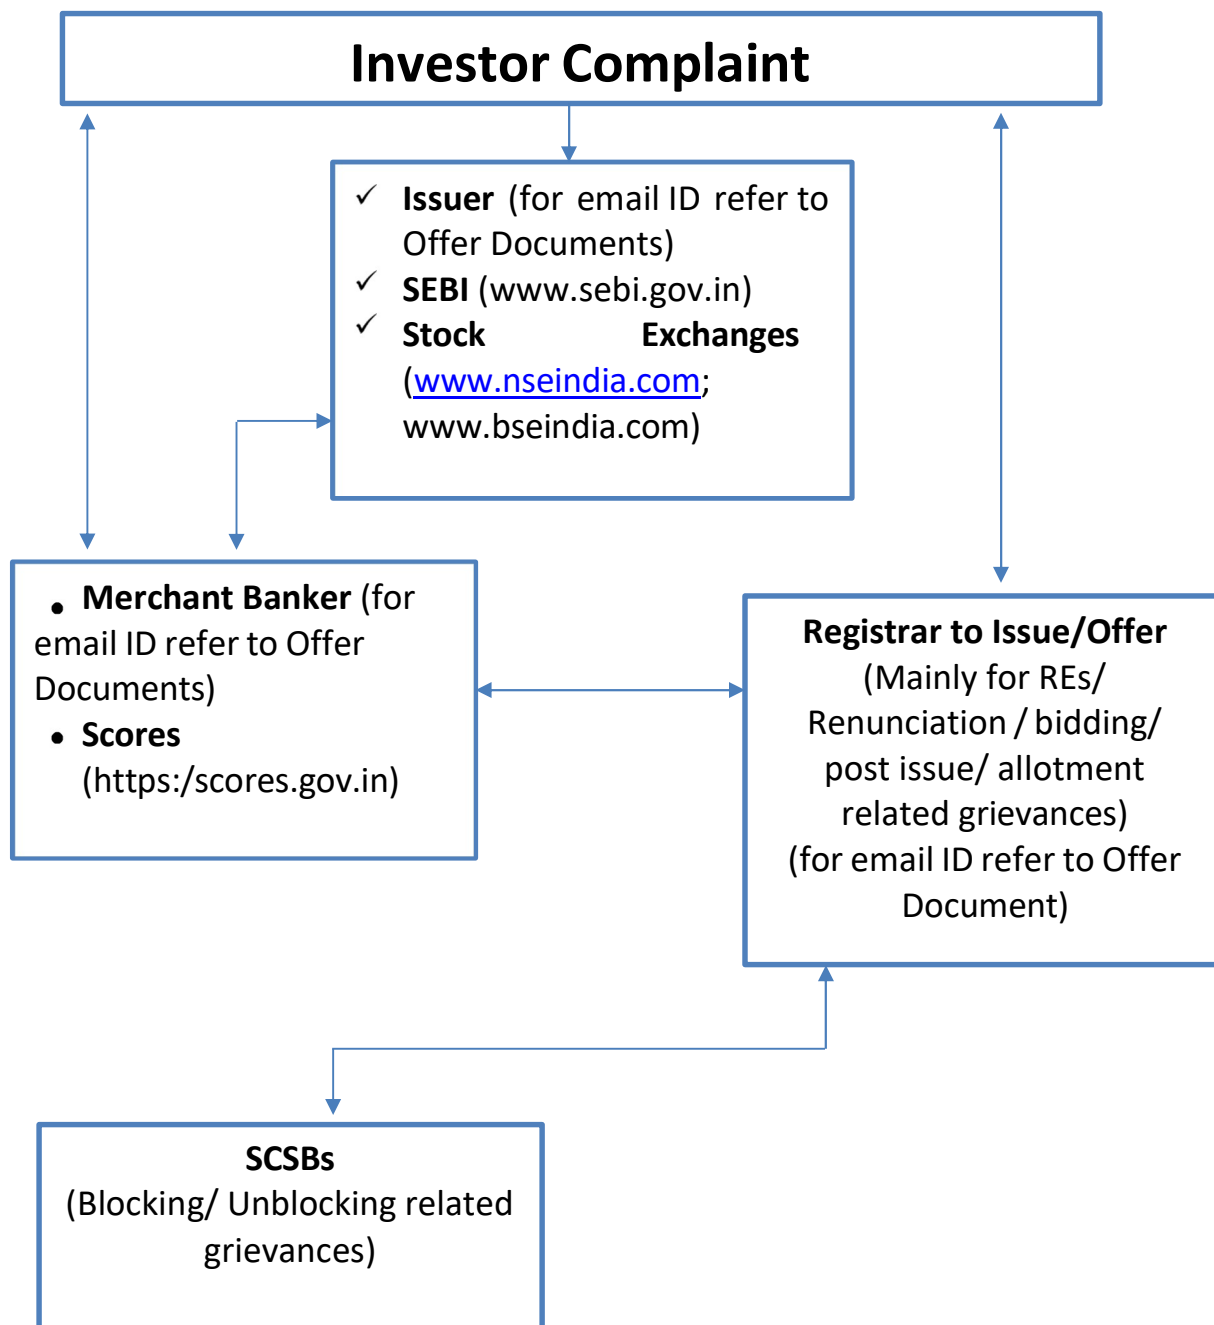 Investor Complaint
✓ Issuer (for email ID refer to
Offer Documents)
✓ SEBI (www.sebi.gov.in)
✓ Stock Exchanges
(www.nseindia.com;
www.bseindia.com)
• Merchant Banker (for
email ID refer to Offer
Documents)
• Scores
(https:/scores.gov.in)
Registrar to Issue/Offer
(Mainly for REs/
Renunciation / bidding/
post issue/ allotment
related grievances)
(for email ID refer to Offer
Document)
SCSBs
(Blocking/ Unblocking related
grievances)